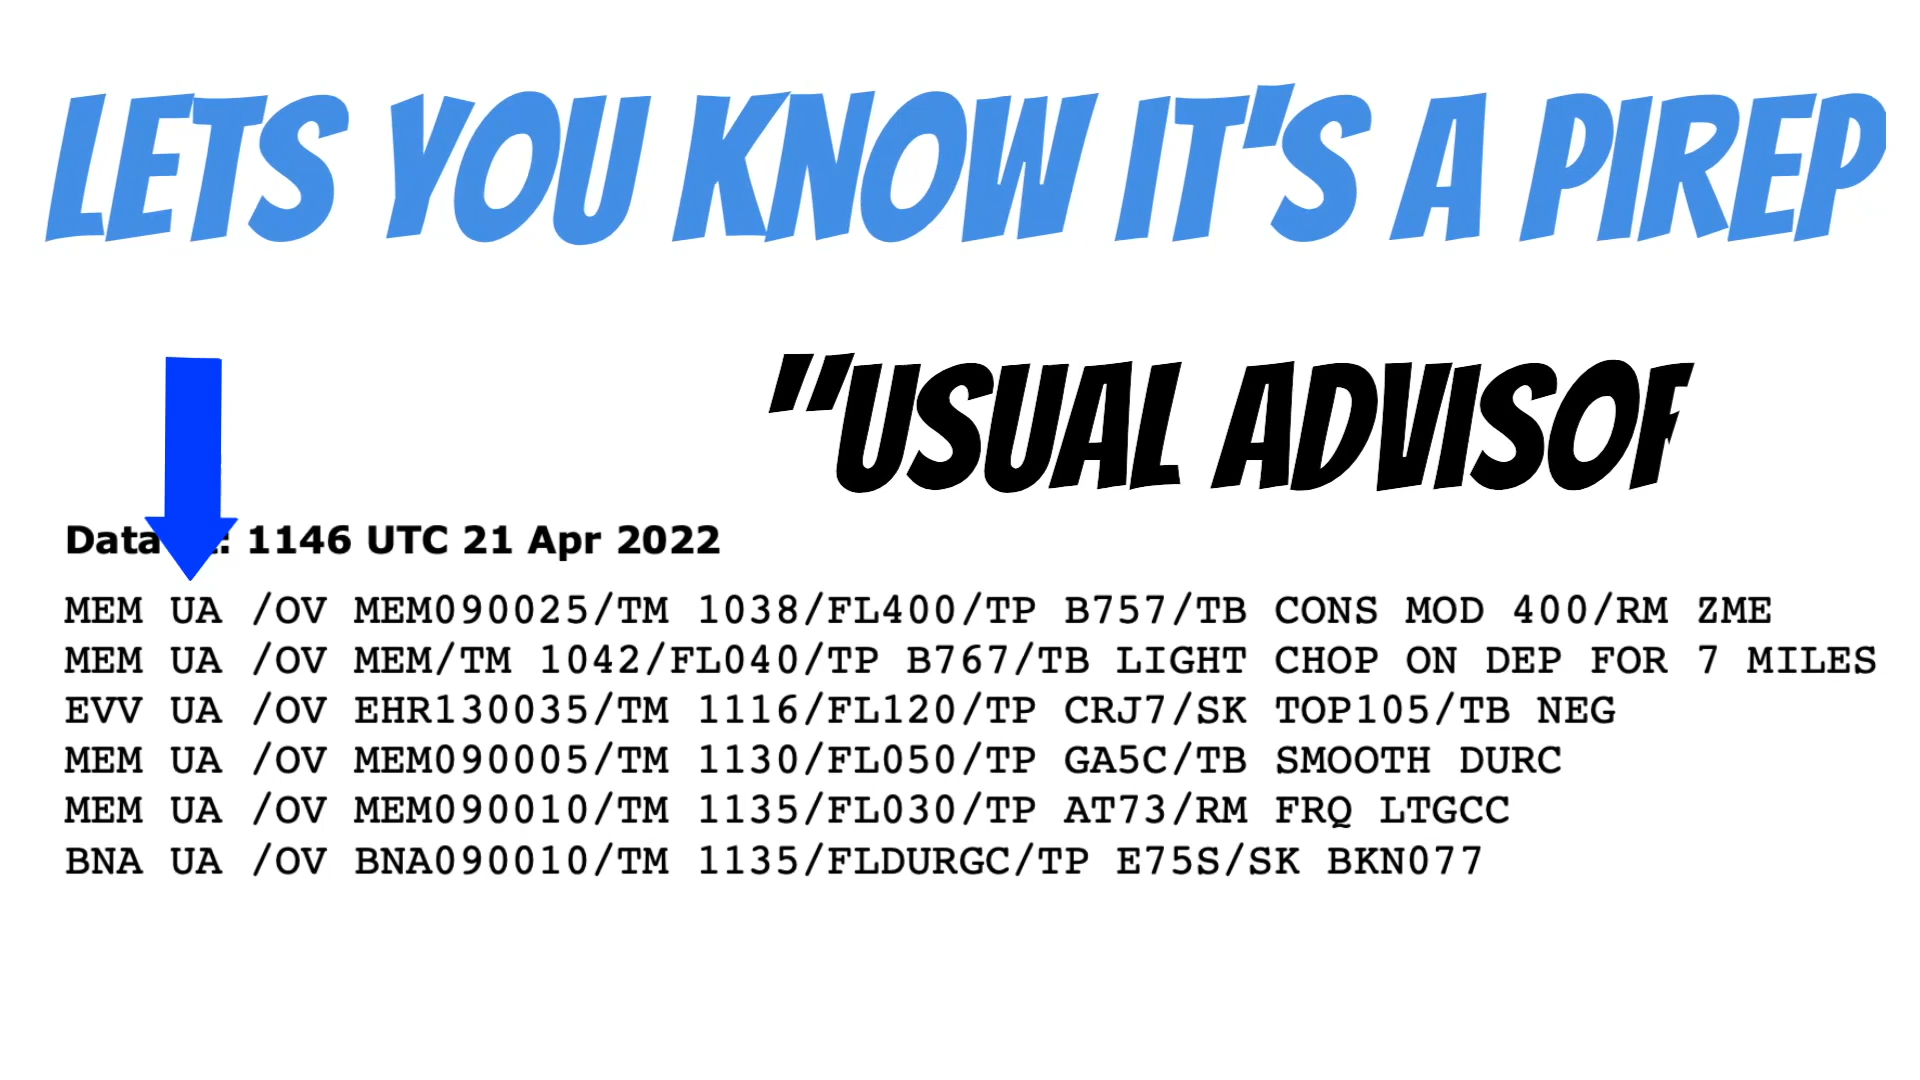 LETS YOU KNOW IT'S A PIREP
"USUAL ADVISO
Data : 1146 UTC 21 Apr 2022
MEM UA /OV MEM090025/TM 1038/FL400/TP B757/TB CONS MOD 400/RM ZME
MEM UA /OV MEM/TM 1042/FL040/TP B767/TB LIGHT CHOP ON DEP FOR 7 MILES
EVV UA /OV EHR130035/TM 1116/FL120/TP CRJ7/SK TOP105/TB NEG
MEM UA /OV MEM090005/TM 1130/FL050/TP GA5C/TB SMOOTH DURC
MEM UA /OV MEM090010/TM 1135/FL030/TP AT73/RM FRQ LTGCC
BNA UA /OV BNA090010/TM 1135/FLDURGC/TP E75S/SK BKN077